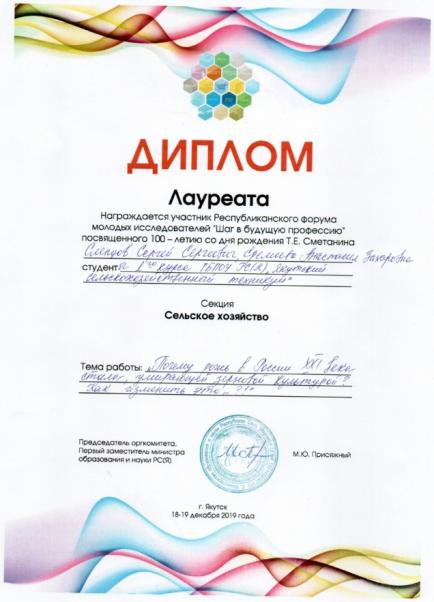 ДИПЛОМ
Лауреата
Награждается участник Республиканского форума
молодых исследователей "Шаг в будущую профессию"
посвященного 100 – летию со дня рождения Т.Е. Сметанина
Слепцов Сергей Сергеевич Еремеева Анастасия Захаровна
студент курса ГБПОУ РС(Я) "Якутский
сельскохозяйственный техникум"
Секция
Сельское хозяйство
Тема работы: "Почему рожь в России XXI века
стала умирающей зерновой культурой?
Как изменить это...?!"
Председатель оргкомитета,
Первый заместитель министра
образования и науки РС(Я)
М.Ю. Присяжный
г. Якутск
18-19 декабря 2019 года